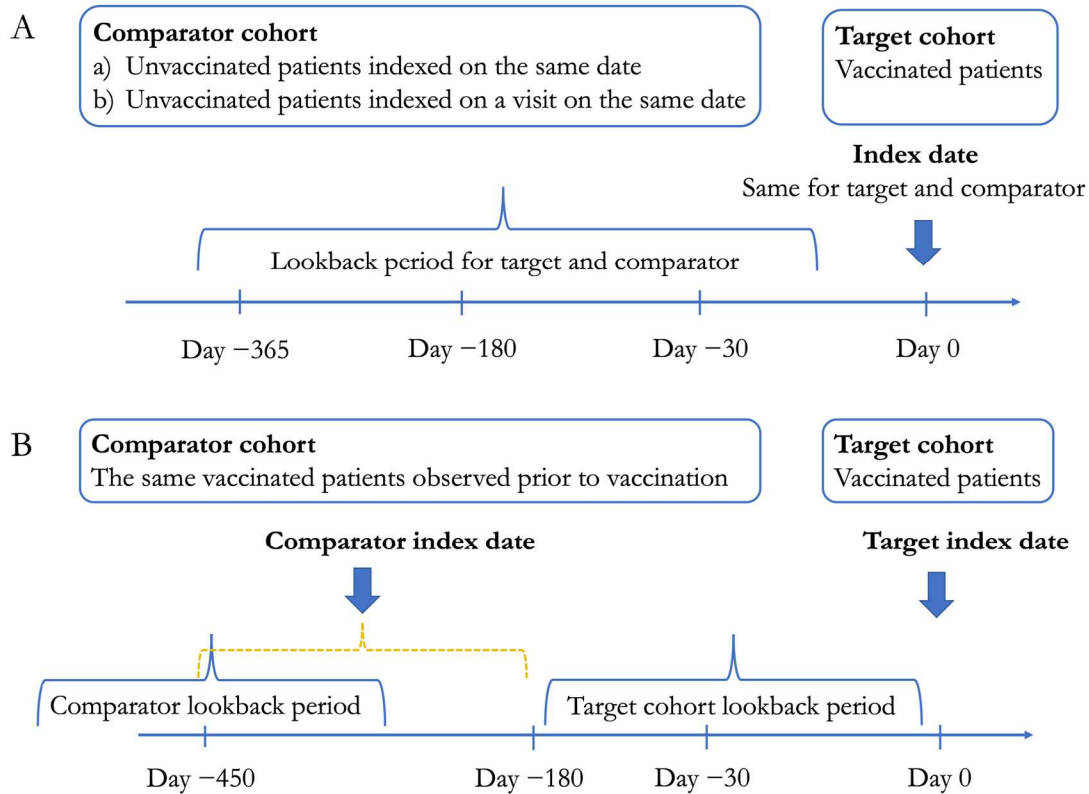 A
Comparator cohort
a) Unvaccinated patients indexed on the same date
b) Unvaccinated patients indexed on a visit on the same date
Target cohort
Vaccinated patients
Index date
Same for target and comparator
Lookback period for target and comparator
Day −365
Day −180
Day −30
Day 0
B
Comparator cohort
The same vaccinated patients observed prior to vaccination
Target cohort
Vaccinated patients
Comparator index date
Target index date
Comparator lookback period
Target cohort lookback period
Day −450
Day −180
Day −30
Day 0